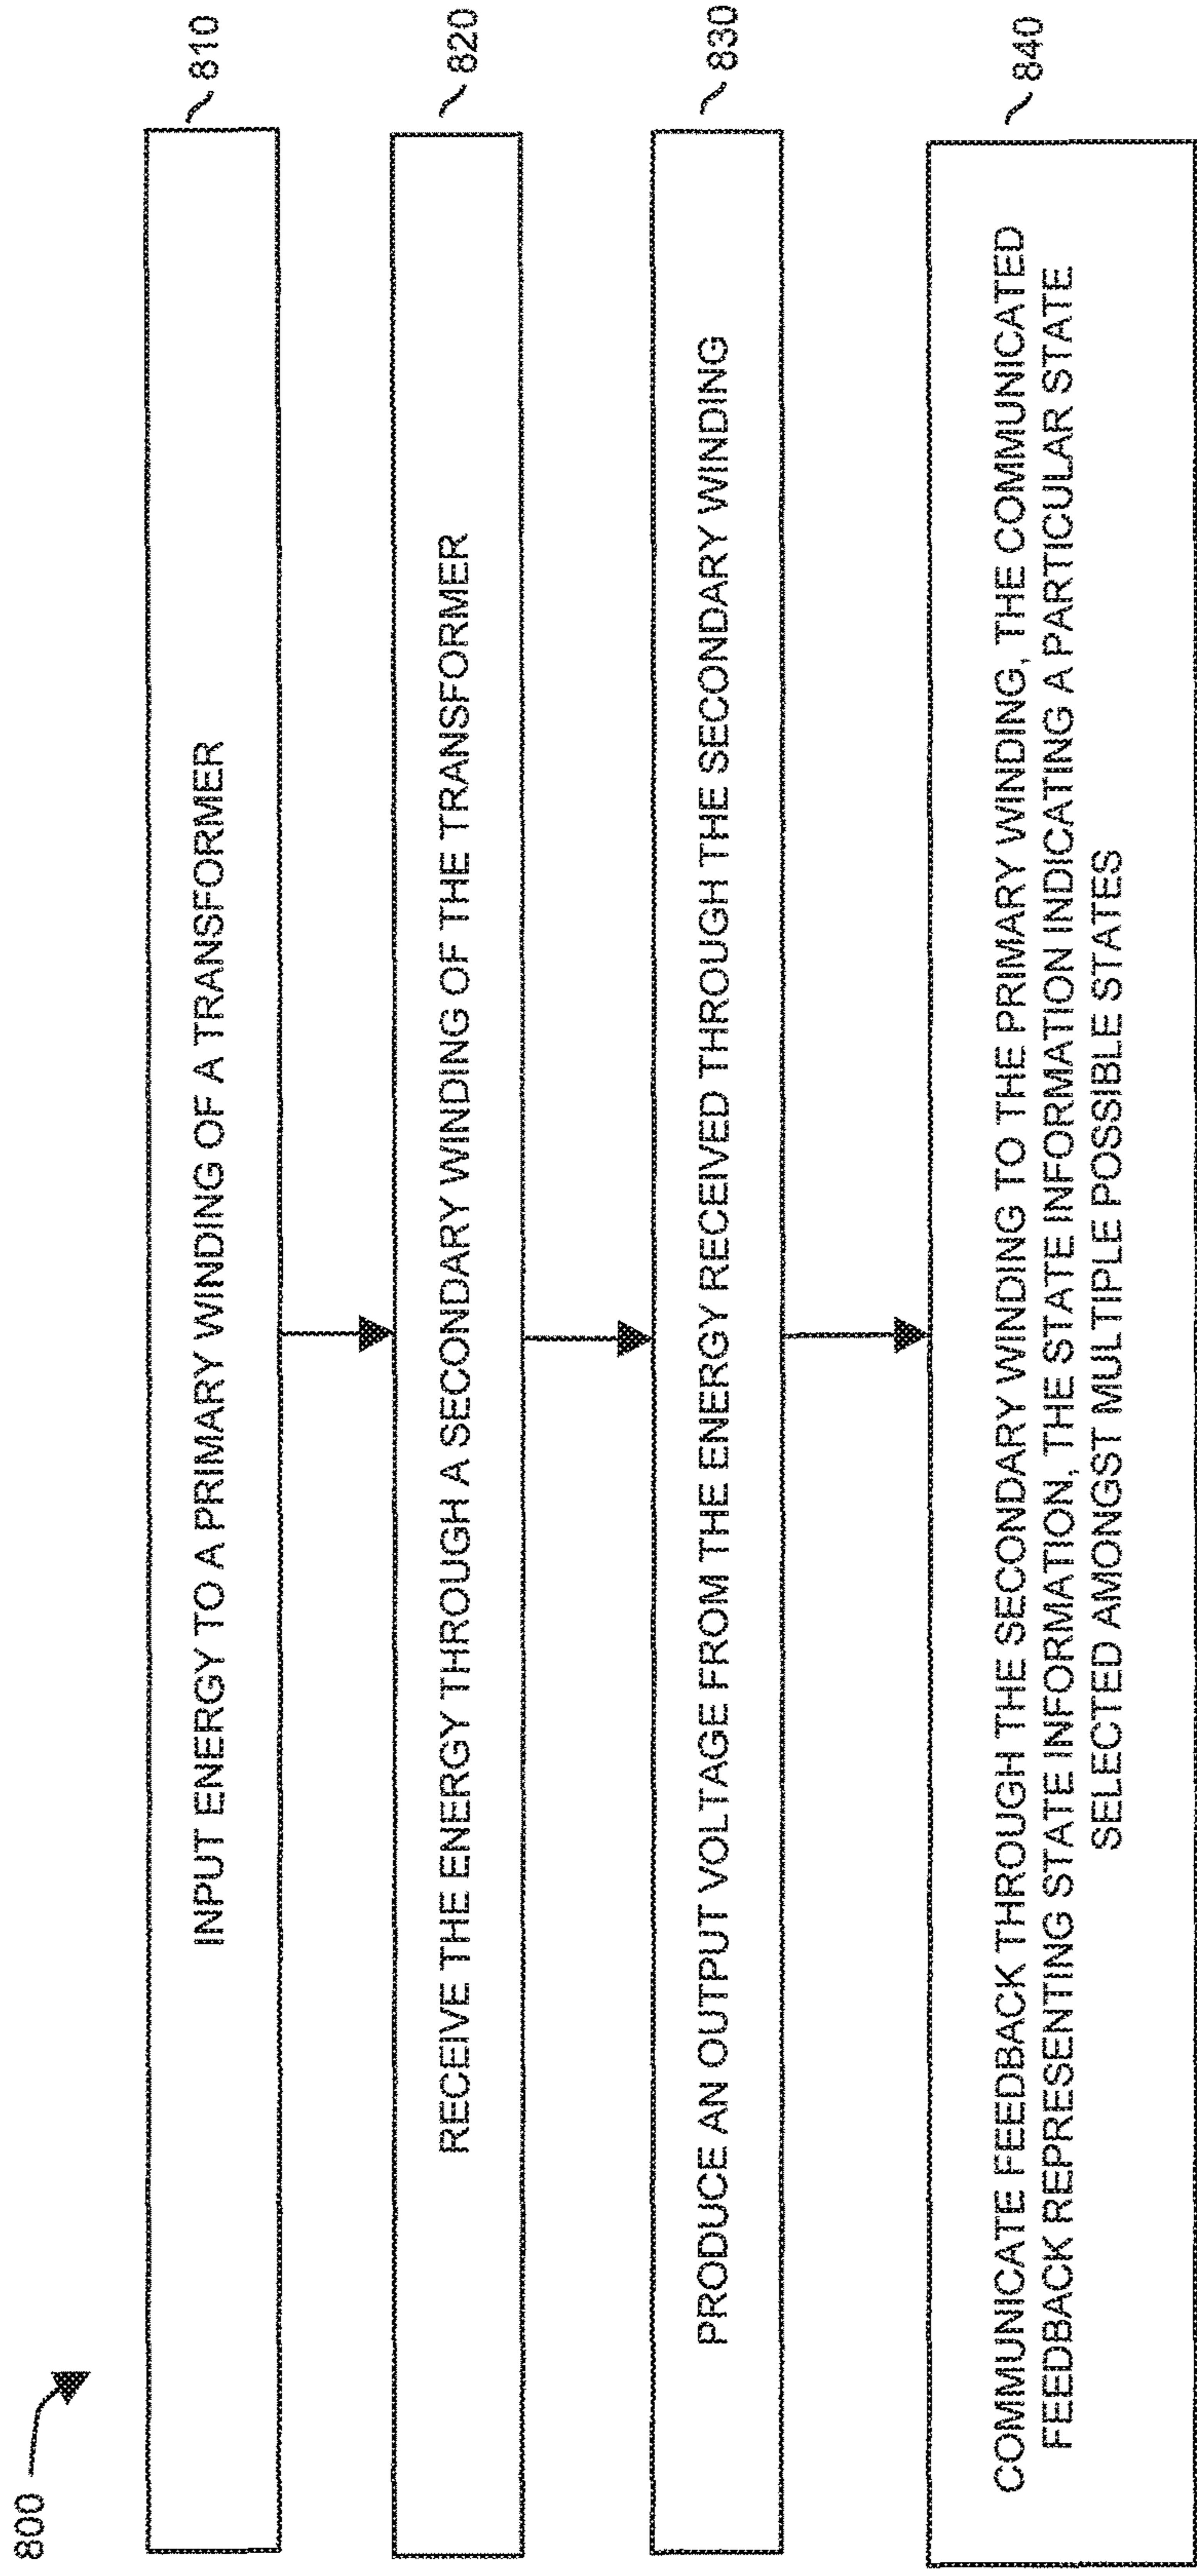 800
INPUT ENERGY TO A PRIMARY WINDING OF A TRANSFORMER
810
RECEIVE THE ENERGY THROUGH A SECONDARY WINDING OF THE TRANSFORMER
820
PRODUCE AN OUTPUT VOLTAGE FROM THE ENERGY RECEIVED THROUGH THE SECONDARY WINDING
830
COMMUNICATE FEEDBACK THROUGH THE SECONDARY WINDING TO THE PRIMARY WINDING, THE COMMUNICATED
FEEDBACK REPRESENTING STATE INFORMATION, THE STATE INFORMATION INDICATING A PARTICULAR STATE
SELECTED AMONGST MULTIPLE POSSIBLE STATES
840